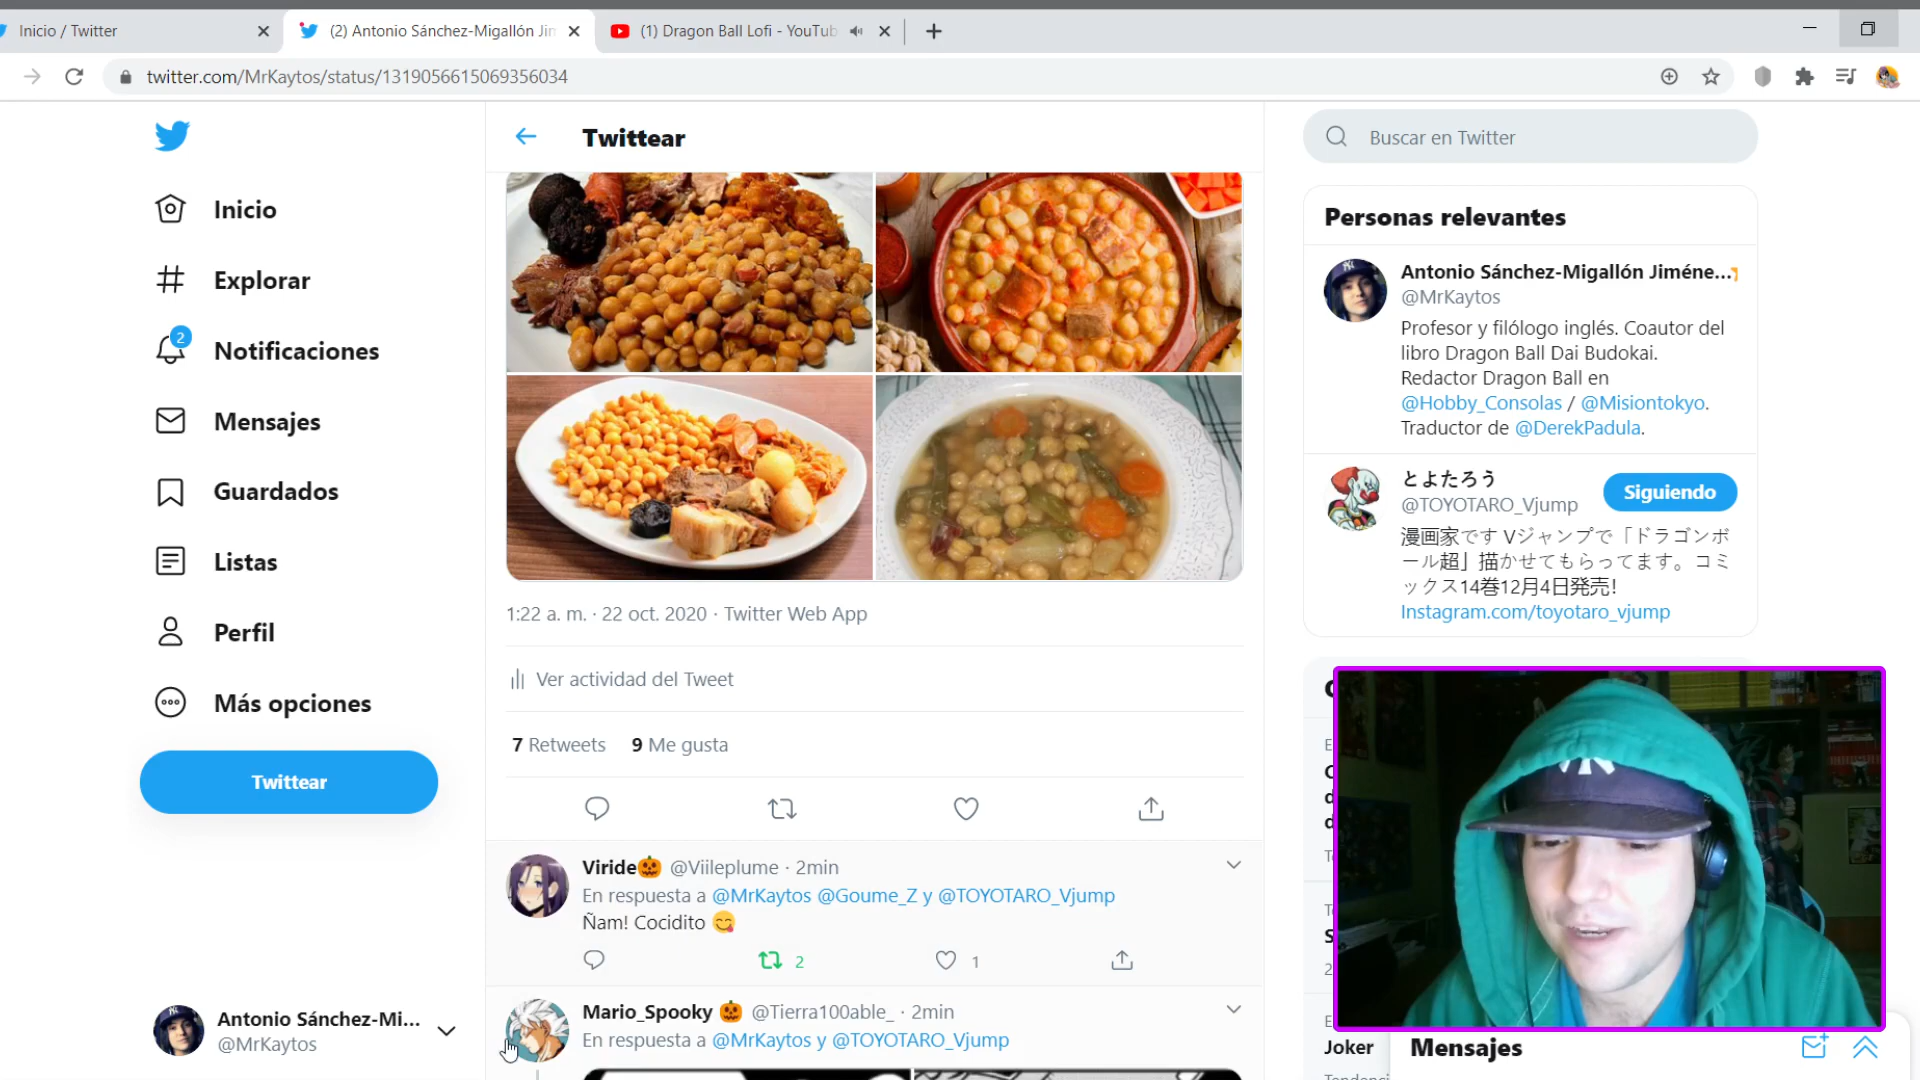 Inicio / Twitter
(2) Antonio Sánchez-Migallón Jim
(1) Dragon Ball Lofi - YouTub
twitter.com/MrKaytos/status/1319056615069356034
Twittear
Buscar en Twitter
Inicio
Explorar
2
Notificaciones
Mensajes
Guardados
Listas
Perfil
Más opciones
Twittear
Antonio Sánchez-Mi...
@MrKaytos
1:22 a. m. · 22 oct. 2020 · Twitter Web App
Ver actividad del Tweet
7 Retweets 9 Me gusta
Viride🎃 @Viileplume · 2min
En respuesta a @MrKaytos @Goume_Z y @TOYOTARO_Vjump
Ñam! Cocidito 😋
2 1
Mario_Spooky 🎃 @Tierra100able_ · 2min
En respuesta a @MrKaytos y @TOYOTARO_Vjump
Personas relevantes
Antonio Sánchez-Migallón Jiméne...
@MrKaytos
Profesor y filólogo inglés. Coautor del
libro Dragon Ball Dai Budokai.
Redactor Dragon Ball en
@Hobby_Consolas / @Misiontokyo.
Traductor de @DerekPadula.
とよたろう
@TOYOTARO_Vjump
Siguiendo
漫画家です Vジャンプで「ドラゴンボ
ール超」描かせてもらってます。コミ
ックス14巻12月4日発売!
Instagram.com/toyotaro_vjump
Joker
Mensajes